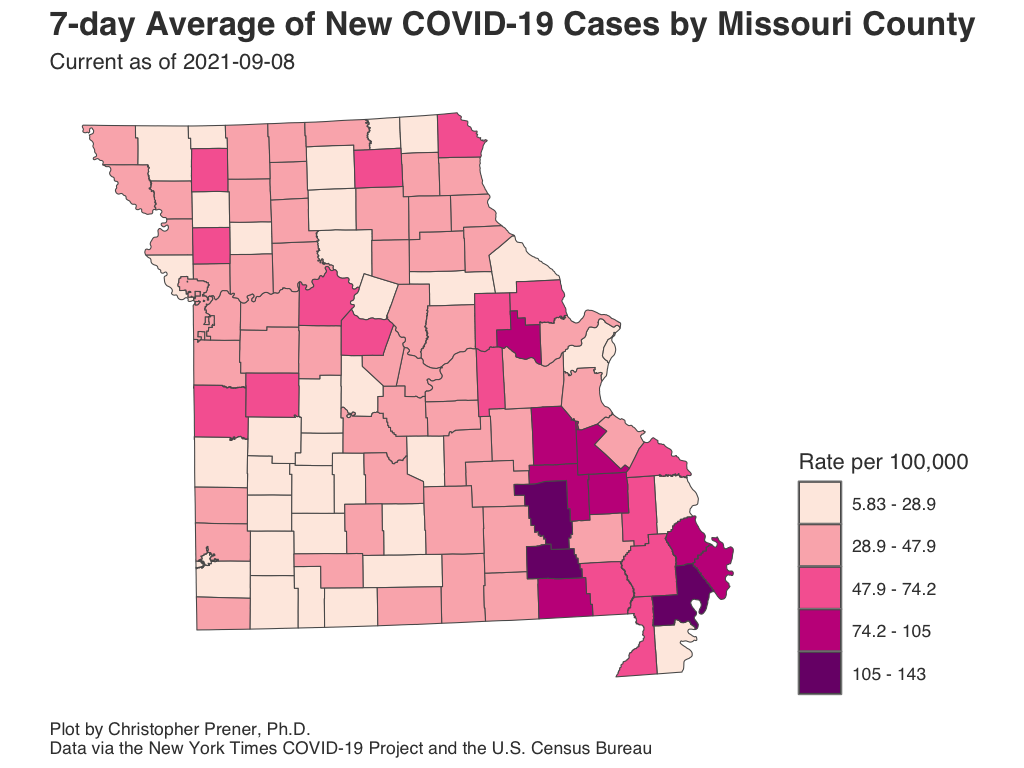 7-day Average of New COVID-19 Cases by Missouri County
Current as of 2021-09-08
Rate per 100,000
5.83 - 28.9
28.9 - 47.9
47.9 - 74.2
74.2 - 105
105 - 143
Plot by Christopher Prener, Ph.D.
Data via the New York Times COVID-19 Project and the U.S. Census Bureau